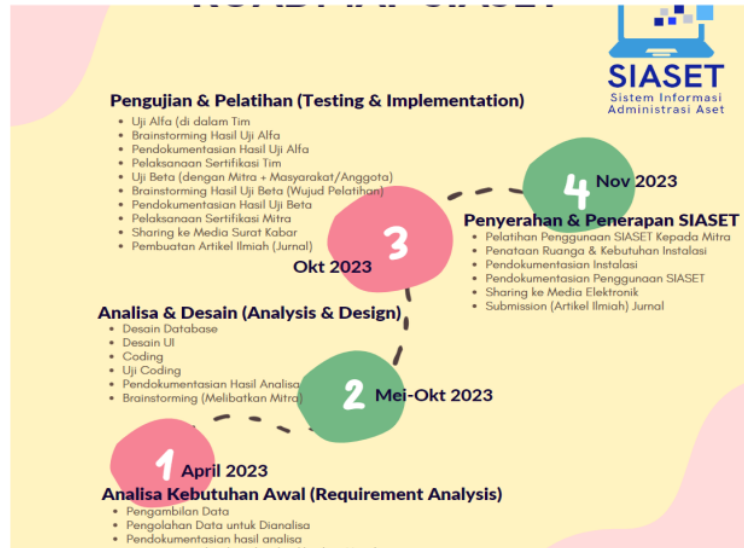 ROADMAP SIASET
SIASET
Sistem Informasi
Administrasi Aset
Pengujian & Pelatihan (Testing & Implementation)
Uji Alfa (di dalam Tim
Brainstorming Hasil Uji Alfa
Pendokumentasian Hasil Uji Alfa
Pelaksanaan Sertifikasi Tim
Uji Beta (dengan Mitra + Masyarakat/Anggota)
Brainstorming Hasil Uji Beta (Wujud Pelatihan)
Pendokumentasian Hasil Uji Beta
Pelaksanaan Sertifikasi Mitra
Sharing ke Media Surat Kabar
Pembuatan Artikel Ilmiah (Jurnal)
3
Okt 2023
4
Nov 2023
Penyerahan & Penerapan SIASET
Pelatihan Penggunaan SIASET Kepada Mitra
Penataan Ruanga & Kebutuhan Instalasi
Pendokumentasian Instalasi
Pendokumentasian Penggunaan SIASET
Sharing ke Media Elektronik
Submission (Artikel Ilmiah) Jurnal
Analisa & Desain (Analysis & Design)
Desain Database
Desain UI
Coding
Uji Coding
Pendokumentasian Hasil Analisa
Brainstorming (Melibatkan Mitra)
2
Mei-Okt 2023
1
April 2023
Analisa Kebutuhan Awal (Requirement Analysis)
Pengambilan Data
Pengolahan Data untuk Dianalisa
Pendokumentasian hasil analisa